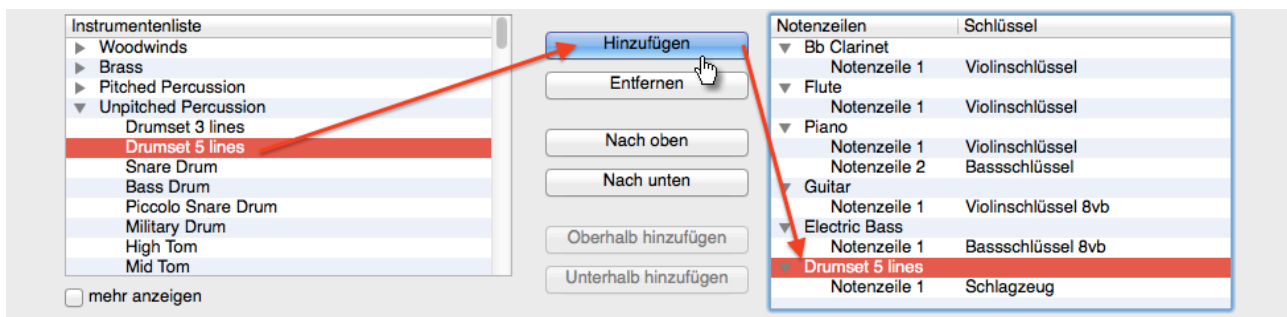 Instrumentenliste
Woodwinds
Brass
Pitched Percussion
Unpitched Percussion
Drumset 3 lines
Drumset 5 lines
Snare Drum
Bass Drum
Piccolo Snare Drum
Military Drum
High Tom
Mid Tom
mehr anzeigen
Hinzufügen
Entfernen
Nach oben
Nach unten
Oberhalb hinzufügen
Unterhalb hinzufügen
Notenzeilen Schlüssel
Bb Clarinet
Notenzeile 1 Violinschlüssel
Flute
Notenzeile 1 Violinschlüssel
Piano
Notenzeile 1 Violinschlüssel
Notenzeile 2 Bassschlüssel
Guitar
Notenzeile 1 Violinschlüssel 8vb
Electric Bass
Notenzeile 1 Bassschlüssel 8vb
Drumset 5 lines
Notenzeile 1 Schlagzeug